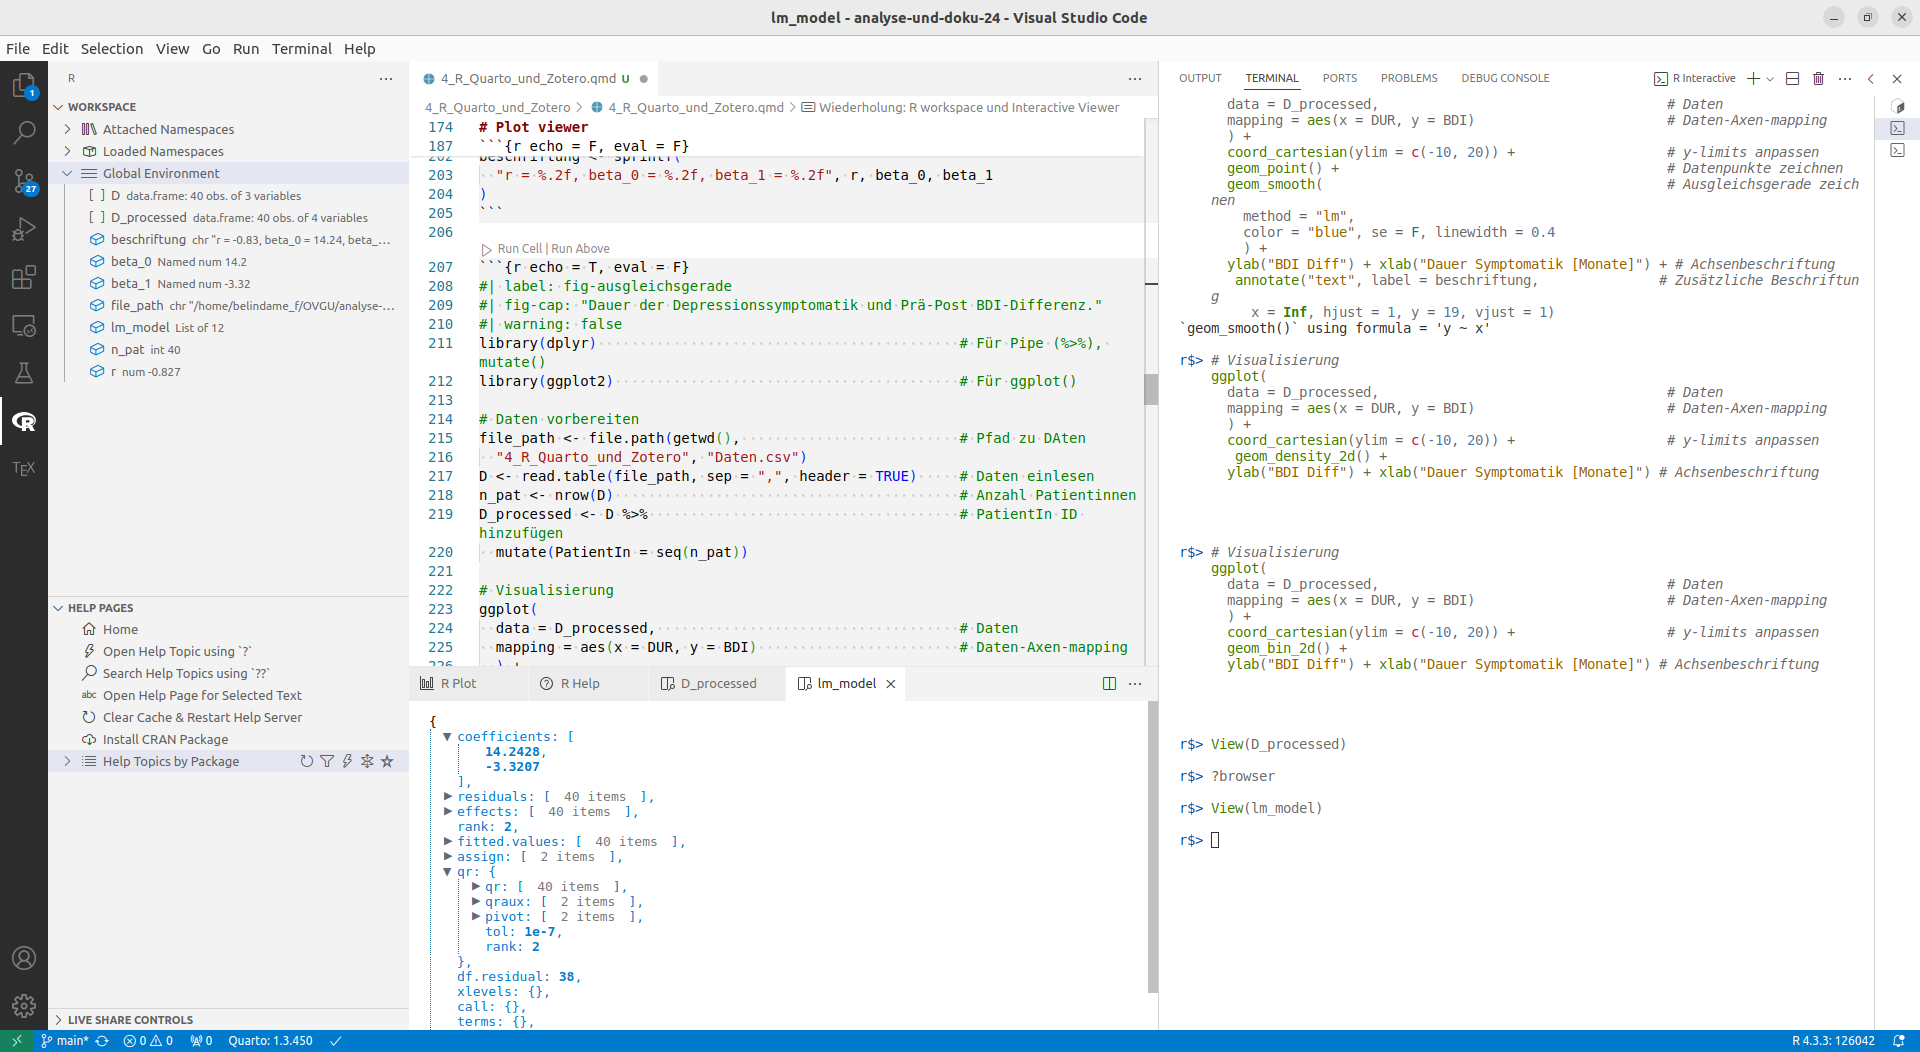 lm_model - analyse-und-doku-24 - Visual Studio Code
File Edit Selection View Go Run Terminal Help
R
WORKSPACE
Attached Namespaces
Loaded Namespaces
Global Environment
[ ] D data.frame: 40 obs. of 3 variables
[ ] D_processed data.frame: 40 obs. of 4 variables
beschriftung chr "r = -0.83, beta_0 = 14.24, beta_...
beta_0 Named num 14.2
beta_1 Named num -3.32
file_path chr "/home/belindame_f/OVGU/analyse-...
lm_model List of 12
n_pat int 40
r num -0.827
HELP PAGES
Home
Open Help Topic using `?`
Search Help Topics using `??`
abc Open Help Page for Selected Text
Clear Cache & Restart Help Server
Install CRAN Package
Help Topics by Package
LIVE SHARE CONTROLS
1
27
TEX
4_R_Quarto_und_Zotero.qmd U
4_R_Quarto_und_Zotero > 4_R_Quarto_und_Zotero.qmd > Wiederholung: R workspace und Interactive Viewer
174 # Plot viewer
187 ```{r echo = F, eval = F}
202 beschriftung <- sprintf(
203 "r = %.2f, beta_0 = %.2f, beta_1 = %.2f", r, beta_0, beta_1
204 )
205 ```
206
Run Cell | Run Above
207 ```{r echo = T, eval = F}
208 #| label: fig-ausgleichsgerade
209 #| fig-cap: "Dauer der Depressionssymptomatik und Prä-Post BDI-Differenz."
210 #| warning: false
211 library(dplyr) # Für Pipe (%>%),
mutate()
212 library(ggplot2) # Für ggplot()
213
214 # Daten vorbereiten
215 file_path <- file.path(getwd(), # Pfad zu DAten
216 "4_R_Quarto_und_Zotero", "Daten.csv")
217 D <- read.table(file_path, sep = ",", header = TRUE) # Daten einlesen
218 n_pat <- nrow(D) # Anzahl Patientinnen
219 D_processed <- D %>% # PatientIn ID
hinzufügen
220 mutate(PatientIn = seq(n_pat))
221
222 # Visualisierung
223 ggplot(
224 data = D_processed, # Daten
225 mapping = aes(x = DUR, y = BDI) # Daten-Axen-mapping
226 ) +
R Plot R Help D_processed lm_model
{
coefficients: [
14.2428,
-3.3207
],
residuals: [ 40 items ],
effects: [ 40 items ],
rank: 2,
fitted.values: [ 40 items ],
assign: [ 2 items ],
qr: {
qr: [ 40 items ],
qraux: [ 2 items ],
pivot: [ 2 items ],
tol: 1e-7,
rank: 2
},
df.residual: 38,
xlevels: {},
call: {},
terms: {},
OUTPUT TERMINAL PORTS PROBLEMS DEBUG CONSOLE R Interactive
data = D_processed, # Daten
mapping = aes(x = DUR, y = BDI) # Daten-Axen-mapping
) +
coord_cartesian(ylim = c(-10, 20)) + # y-limits anpassen
geom_point() + # Datenpunkte zeichnen
geom_smooth( # Ausgleichsgerade zeich
nen
method = "lm",
color = "blue", se = F, linewidth = 0.4
) +
ylab("BDI Diff") + xlab("Dauer Symptomatik [Monate]") + # Achsenbeschriftung
annotate("text", label = beschriftung, # Zusätzliche Beschriftun
g
x = Inf, hjust = 1, y = 19, vjust = 1)
`geom_smooth()` using formula = 'y ~ x'
r$> # Visualisierung
ggplot(
data = D_processed, # Daten
mapping = aes(x = DUR, y = BDI) # Daten-Axen-mapping
) +
coord_cartesian(ylim = c(-10, 20)) + # y-limits anpassen
geom_density_2d() +
ylab("BDI Diff") + xlab("Dauer Symptomatik [Monate]") # Achsenbeschriftung
r$> # Visualisierung
ggplot(
data = D_processed, # Daten
mapping = aes(x = DUR, y = BDI) # Daten-Axen-mapping
) +
coord_cartesian(ylim = c(-10, 20)) + # y-limits anpassen
geom_bin_2d() +
ylab("BDI Diff") + xlab("Dauer Symptomatik [Monate]") # Achsenbeschriftung
r$> View(D_processed)
r$> ?browser
r$> View(lm_model)
r$>
main* 0 0 0 Quarto: 1.3.450 R 4.3.3: 126042